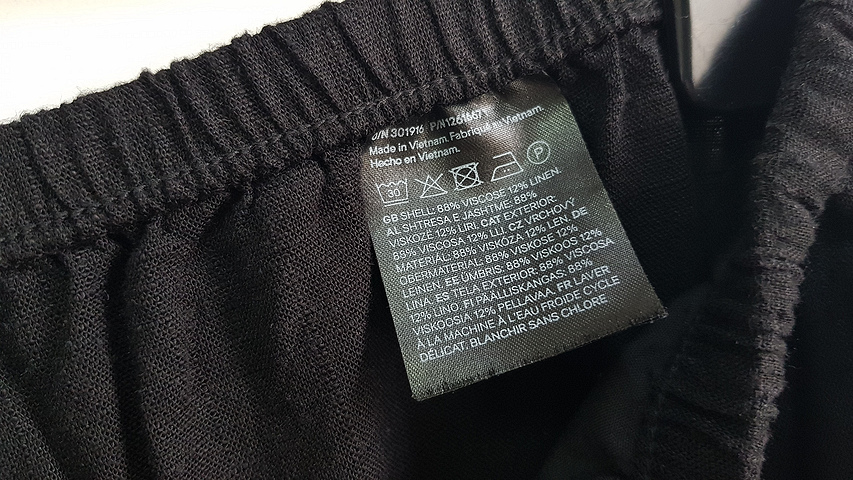 O/N 301916 P/N1261667
Made in Vietnam.Fabriqué au Vietnam.
Hecho en Vietnam.
30 P
GB SHELL: 88% VISCOSE 12% LINEN.
AL SHTRESA E JASHTME: 88%
VISKOZË 12% LIRI. CAT EXTERIOR:
88% VISCOSA 12% LLI. CZ VRCHOVÝ
MATERIÁL: 88% VISKÓZA 12% LEN. DE
OBERMATERIAL: 88% VISKOSE 12%
LEINEN. EE ÜMBRIS: 88% VISKOOS 12%
LINA. ES TELA EXTERIOR: 88% VISCOSA
12% LINO. FI PÄÄLLISKANGAS: 88%
VISKOOSIA 12% PELLAVAA. FR LAVER
À LA MACHINE À L'EAU FROIDE CYCLE
DÉLICAT. BLANCHIR SANS CHLORE